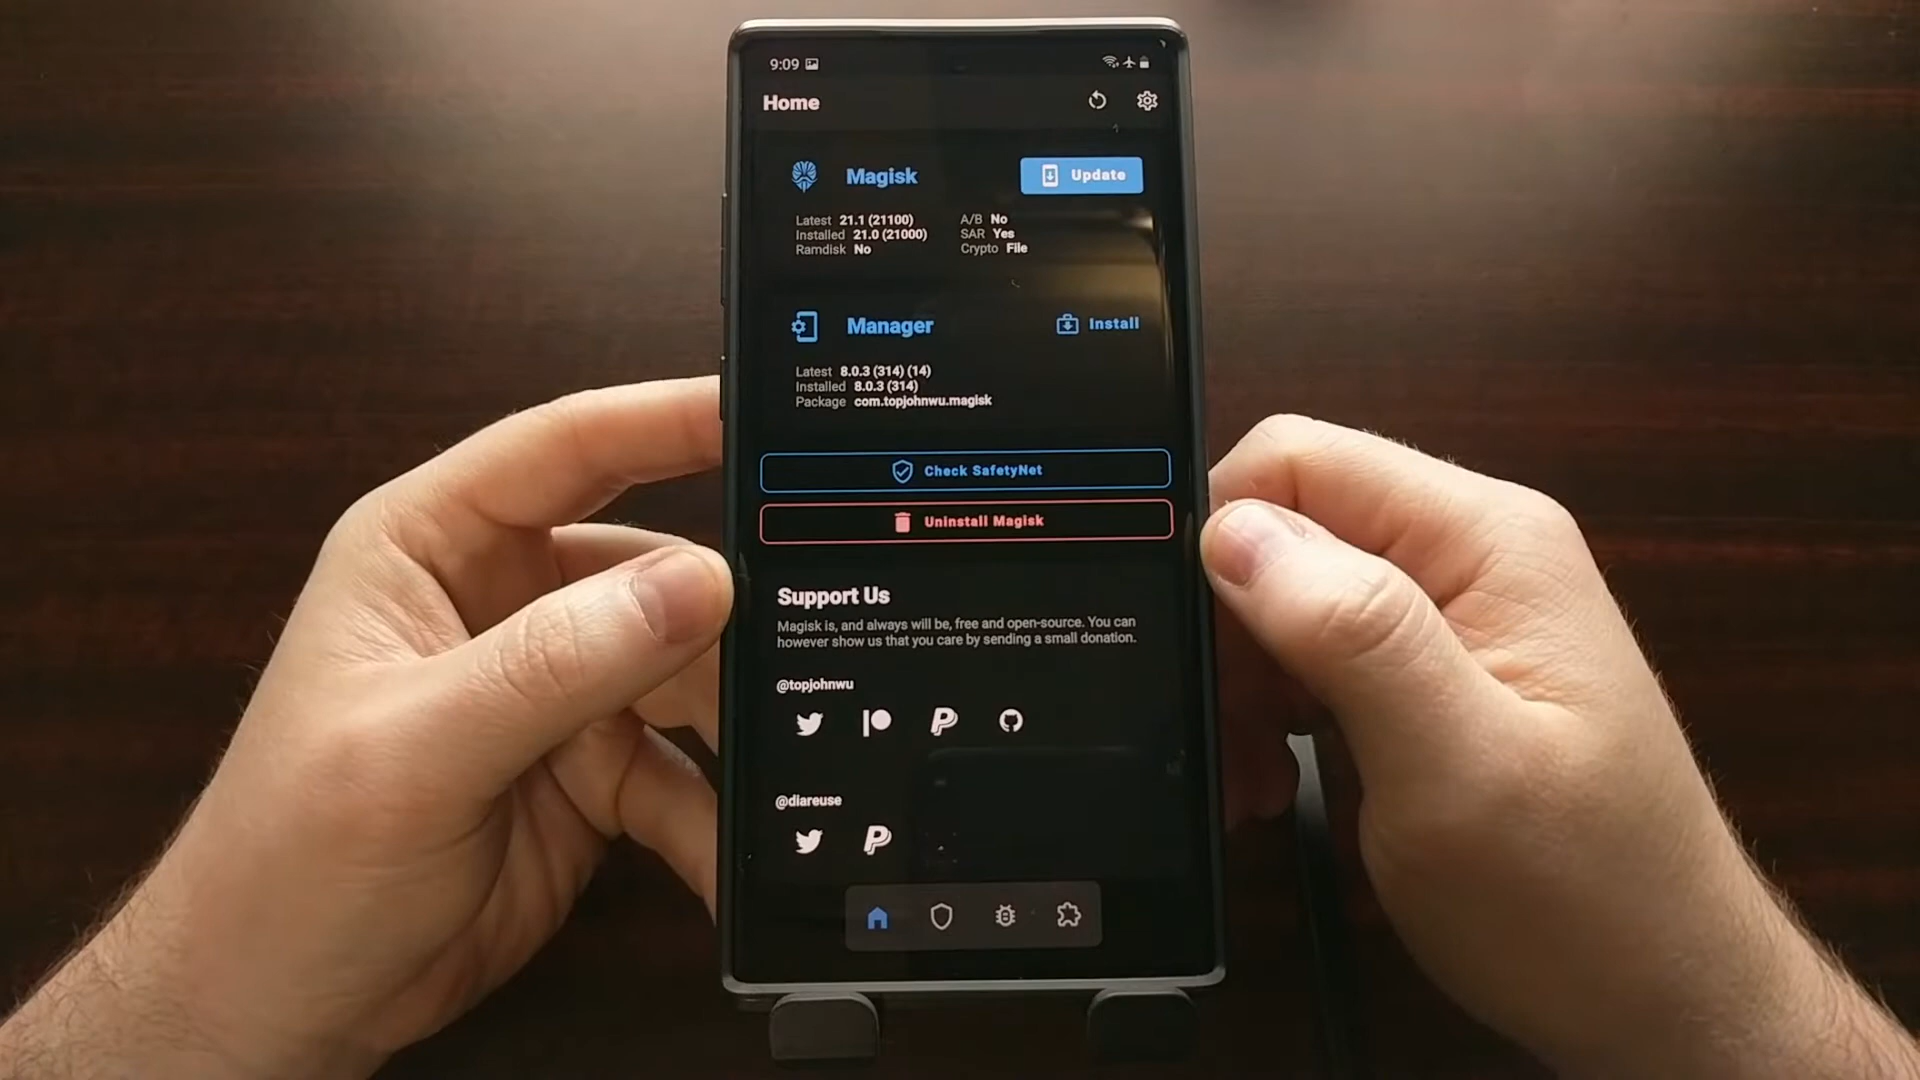 9:09
Home
Magisk
Update
Latest 21.1 (21100)
Installed 21.0 (21000)
Ramdisk No
A/B No
SAR Yes
Crypto File
Manager
Install
Latest 8.0.3 (314) (14)
Installed 8.0.3 (314)
Package com.topjohnwu.magisk
Check SafetyNet
Uninstall Magisk
Support Us
Magisk is, and always will be, free and open-source. You can
however show us that you care by sending a small donation.
@topjohnwu
@diareuse